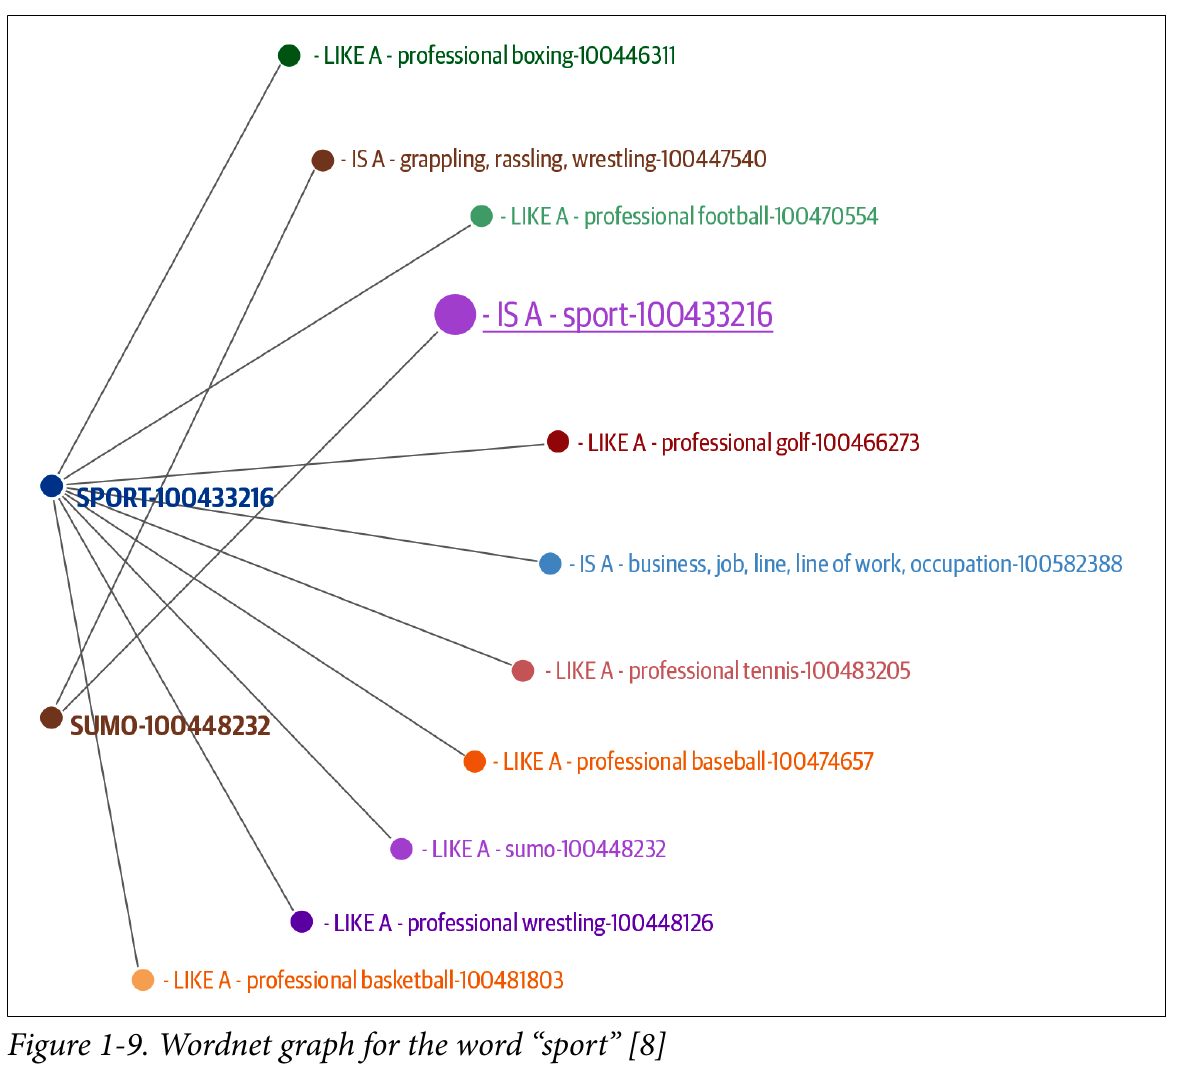 - LIKE A - professional boxing-100446311
- IS A - grappling, rassling, wrestling-100447540
- LIKE A - professional football-100470554
- IS A - sport-100433216
- LIKE A - professional golf-100466273
SPORT-100433216
- IS A - business, job, line, line of work, occupation-100582388
- LIKE A - professional tennis-100483205
SUMO-100448232
- LIKE A - professional baseball-100474657
- LIKE A - sumo-100448232
- LIKE A - professional wrestling-100448126
- LIKE A - professional basketball-100481803
Figure 1-9. Wordnet graph for the word “sport” [8]